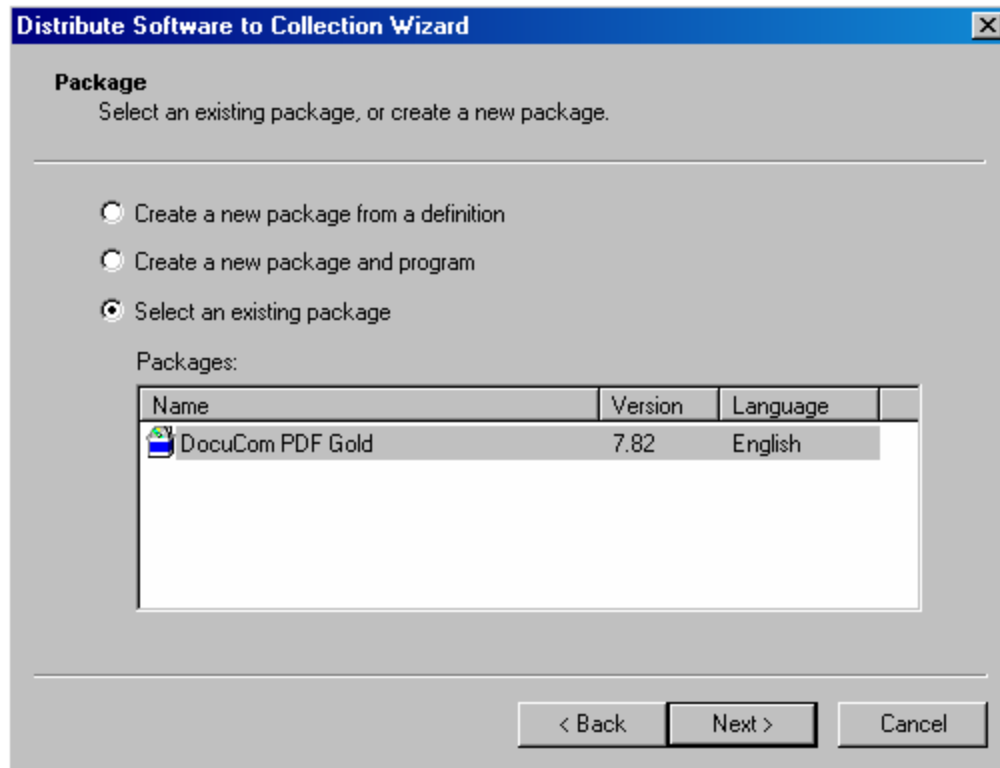 Distribute Software to Collection Wizard
Package
Select an existing package, or create a new package.
Create a new package from a definition
Create a new package and program
Select an existing package
Packages:
Name Version Language
DocuCom PDF Gold 7.82 English
< Back Next > Cancel